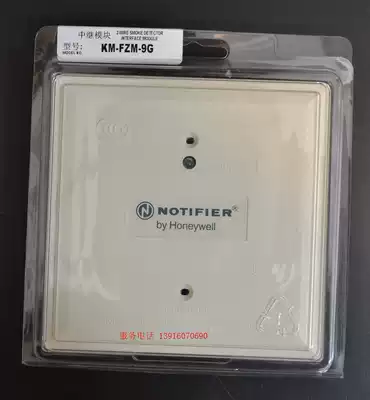 中继模块 2-WIRE SMOKE DETECTOR
INTERFACE MODULE
型号: KM-FZM-9G
MODEL NO.
NOTIFIER®
by Honeywell
服务电话 13916070690